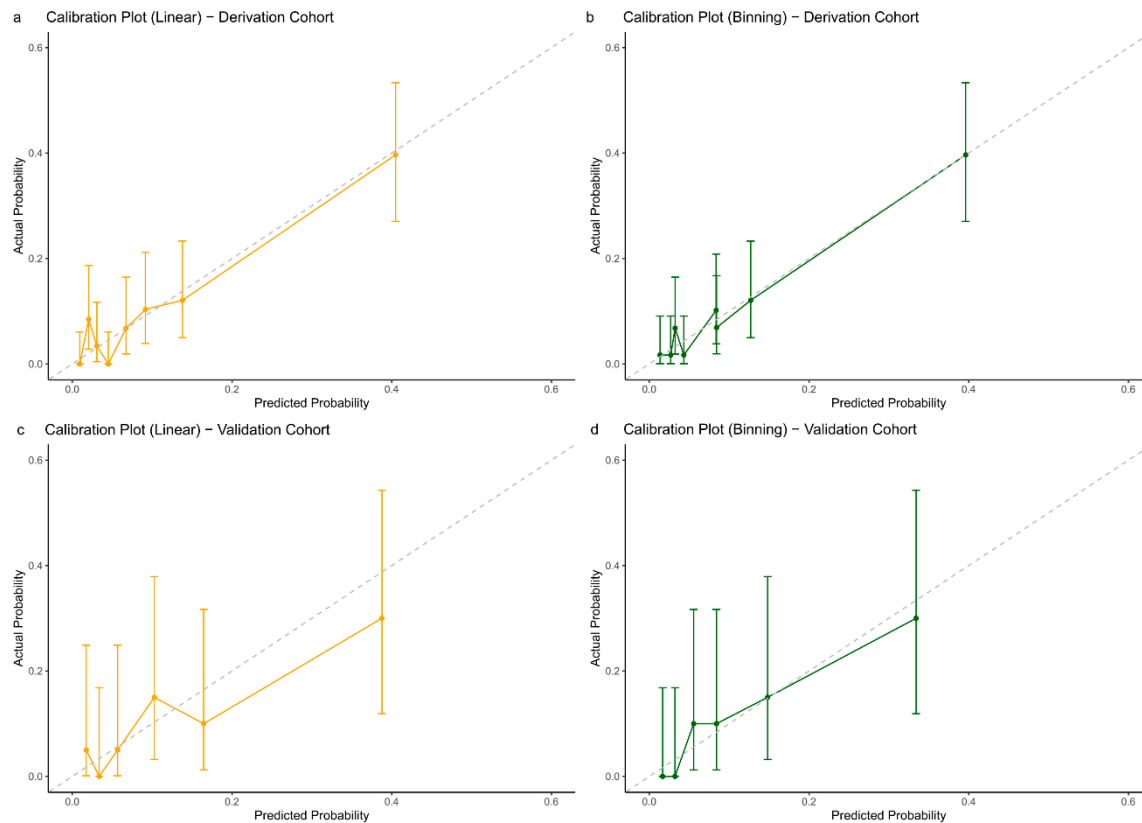 a Calibration Plot (Linear) − Derivation Cohort
0.6
0.4
0.2
0.0
Actual Probability
0.0 0.2 0.4 0.6
Predicted Probability
b Calibration Plot (Binning) − Derivation Cohort
0.6
0.4
0.2
0.0
Actual Probability
0.0 0.2 0.4 0.6
Predicted Probability
c Calibration Plot (Linear) − Validation Cohort
0.6
0.4
0.2
0.0
Actual Probability
0.0 0.2 0.4 0.6
Predicted Probability
d Calibration Plot (Binning) − Validation Cohort
0.6
0.4
0.2
0.0
Actual Probability
0.0 0.2 0.4 0.6
Predicted Probability